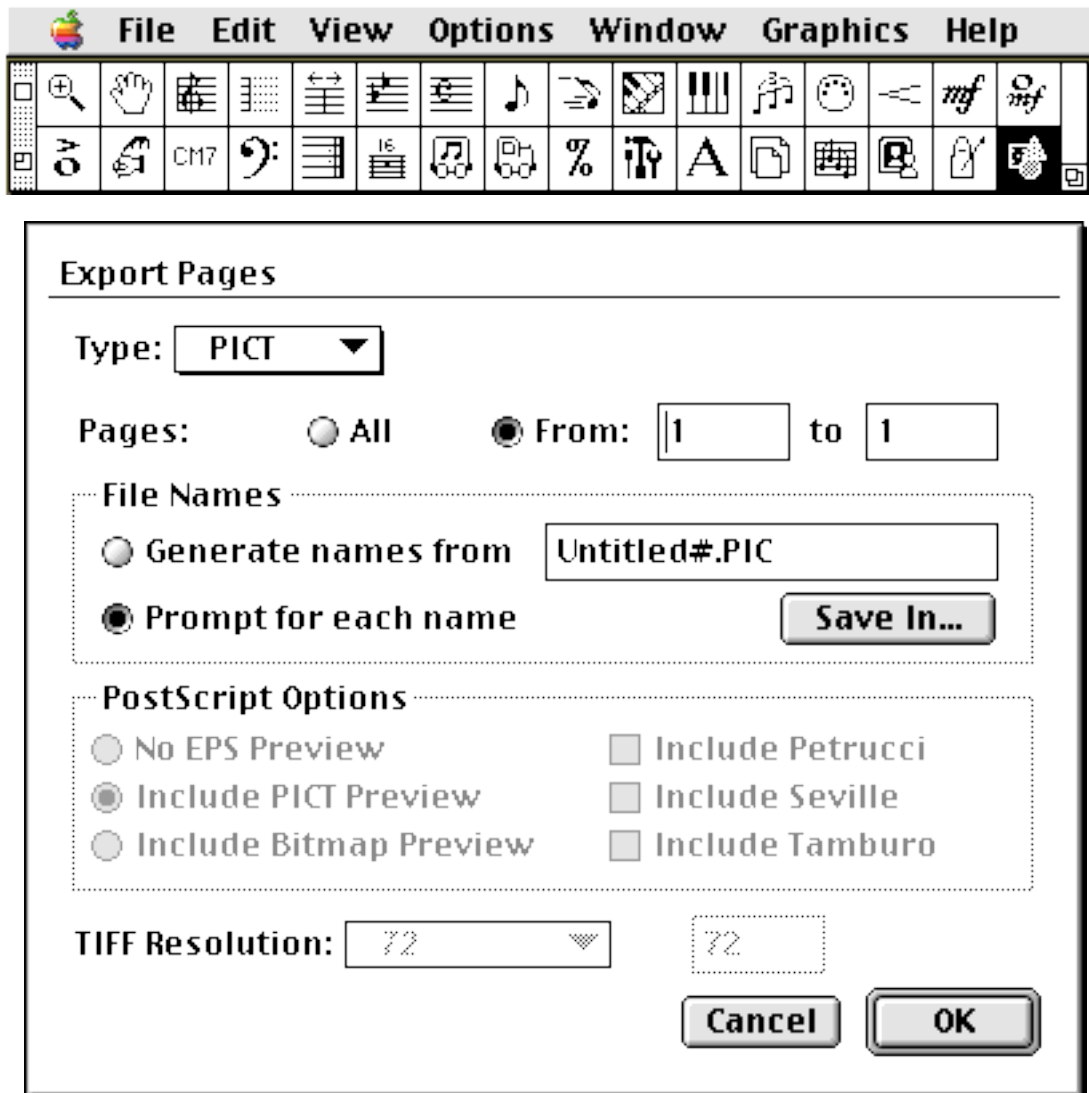 File Edit View Options Window Graphics Help
mf mf
CM7 16 % A
Export Pages
Type: PICT
Pages: All From: 1 to 1
File Names
Generate names from Untitled#.PIC
Prompt for each name Save In...
PostScript Options
No EPS Preview Include Petrucci
Include PICT Preview Include Seville
Include Bitmap Preview Include Tamburo
TIFF Resolution: 72 72
Cancel OK